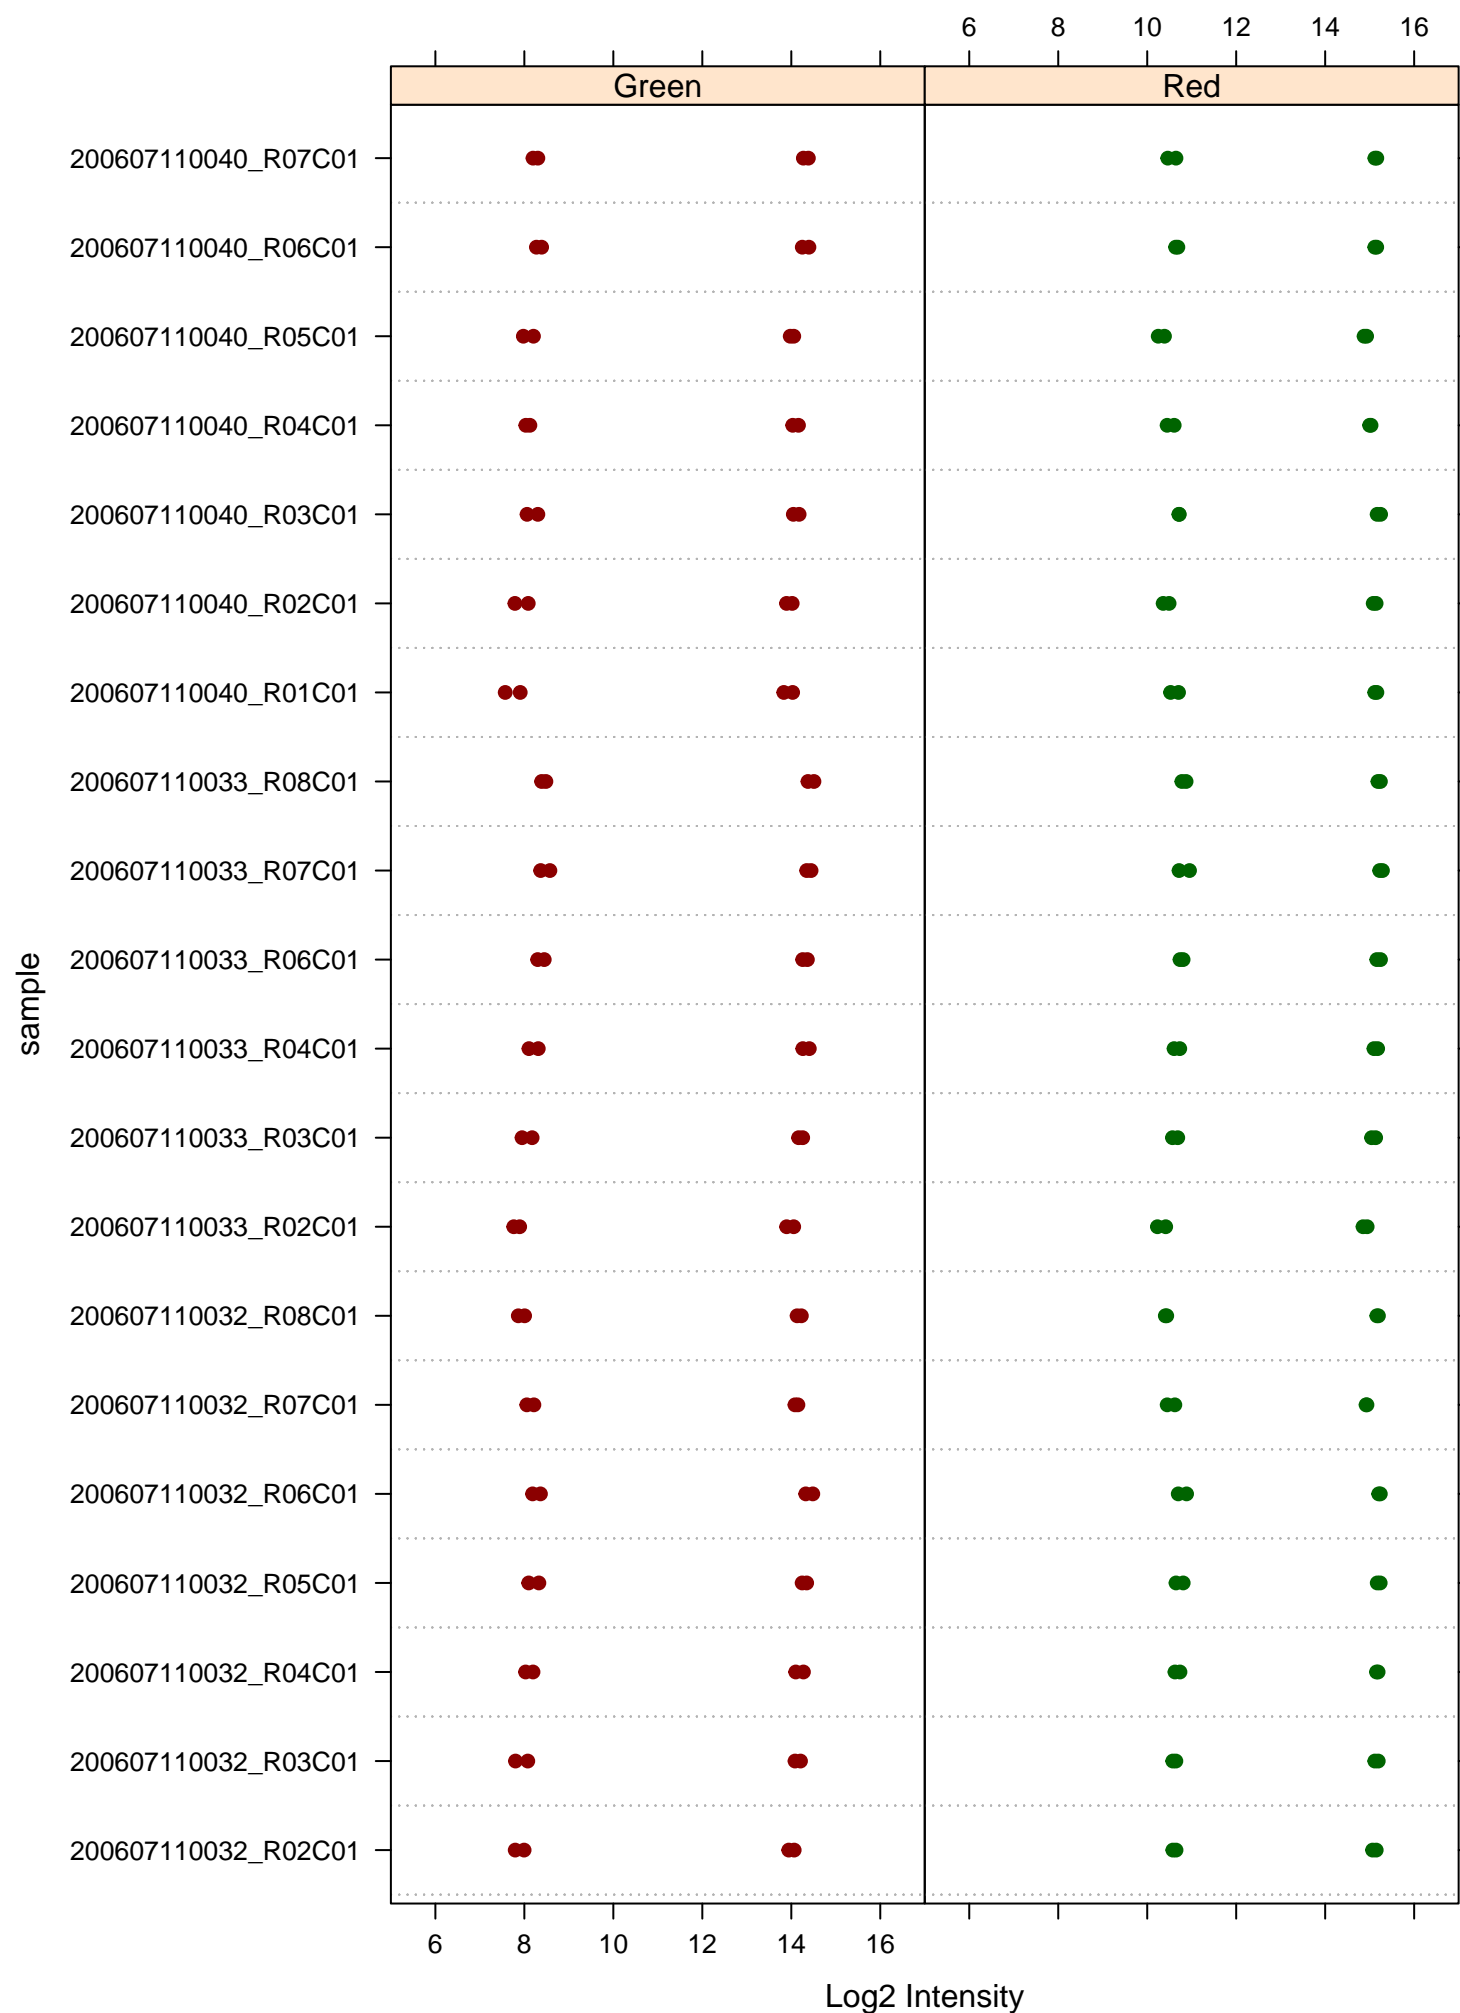 6 8 10 12 14 16
Green Red
200607110040_R07C01
200607110040_R06C01
200607110040_R05C01
200607110040_R04C01
200607110040_R03C01
200607110040_R02C01
200607110040_R01C01
200607110033_R08C01
200607110033_R07C01
200607110033_R06C01
200607110033_R04C01
200607110033_R03C01
200607110033_R02C01
200607110032_R08C01
200607110032_R07C01
200607110032_R06C01
200607110032_R05C01
200607110032_R04C01
200607110032_R03C01
200607110032_R02C01
sample
6 8 10 12 14 16
Log2 Intensity